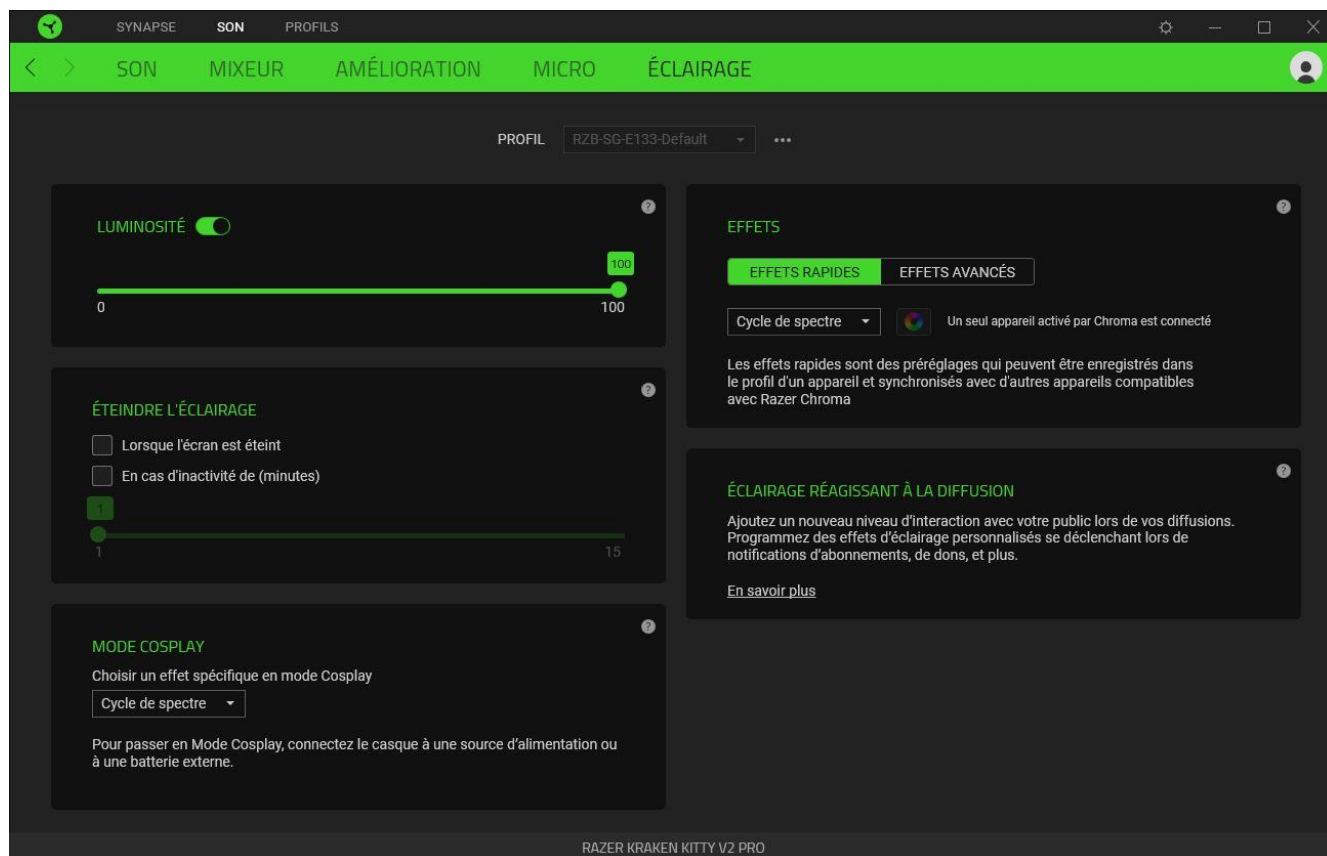 SYNAPSE SON PROFILS
SON MIXEUR AMÉLIORATION MICRO ÉCLAIRAGE
PROFIL RZB-SG-E133-Default
LUMINOSITÉ
100
0 100
ÉTEINDRE L'ÉCLAIRAGE
Lorsque l'écran est éteint
En cas d'inactivité de (minutes)
1
1 15
MODE COSPLAY
Choisir un effet spécifique en mode Cosplay
Cycle de spectre
Pour passer en Mode Cosplay, connectez le casque à une source d’alimentation ou
à une batterie externe.
EFFETS
EFFETS RAPIDES EFFETS AVANCÉS
Cycle de spectre Un seul appareil activé par Chroma est connecté
Les effets rapides sont des préréglages qui peuvent être enregistrés dans
le profil d'un appareil et synchronisés avec d'autres appareils compatibles
avec Razer Chroma
ÉCLAIRAGE RÉAGISSANT À LA DIFFUSION
Ajoutez un nouveau niveau d’interaction avec votre public lors de vos diffusions.
Programmez des effets d’éclairage personnalisés se déclenchant lors de
notifications d’abonnements, de dons, et plus.
En savoir plus
RAZER KRAKEN KITTY V2 PRO